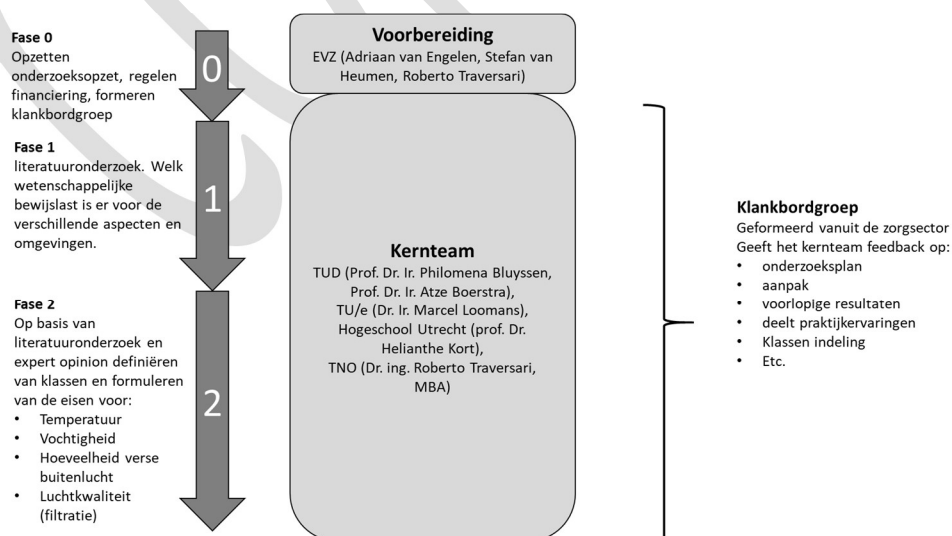 Fase 0
Opzetten
onderzoeksopzet, regelen
financiering, formeren
klankbordgroep
0
Fase 1
literatuuronderzoek. Welk
wetenschappelijke
bewijslast is er voor de
verschillende aspecten en
omgevingen.
1
Fase 2
Op basis van
literatuuronderzoek en
expert opinion definiëren
van klassen en formuleren
van de eisen voor:
• Temperatuur
• Vochtigheid
• Hoeveelheid verse
buitenlucht
• Luchtkwaliteit
(filtratie)
2
Voorbereiding
EVZ (Adriaan van Engelen, Stefan van
Heumen, Roberto Traversari)
Kernteam
TUD (Prof. Dr. Ir. Philomena Bluyssen,
Prof. Dr. Ir. Atze Boerstra),
TU/e (Dr. Ir. Marcel Loomans),
Hogeschool Utrecht (prof. Dr.
Helianthe Kort),
TNO (Dr. ing. Roberto Traversari,
MBA)
Klankbordgroep
Geformeerd vanuit de zorgsector
Geeft het kernteam feedback op:
• onderzoeksplan
• aanpak
• voorlopige resultaten
• deelt praktijkervaringen
• Klassen indeling
• Etc.